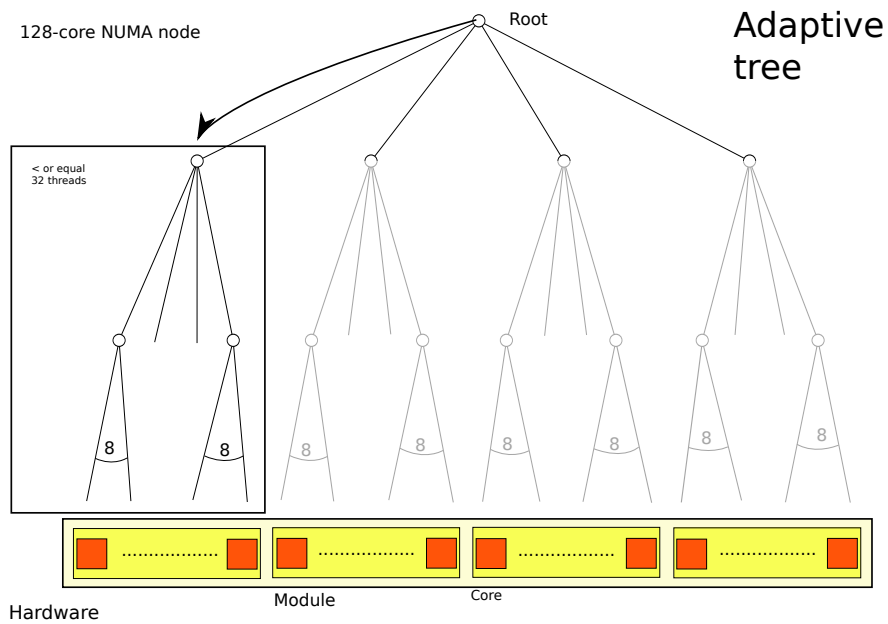 Root
Adaptive
tree
128-core NUMA node
< or equal
32 threads
8
8
8
8
8
8
8
8
Module
Core
Hardware